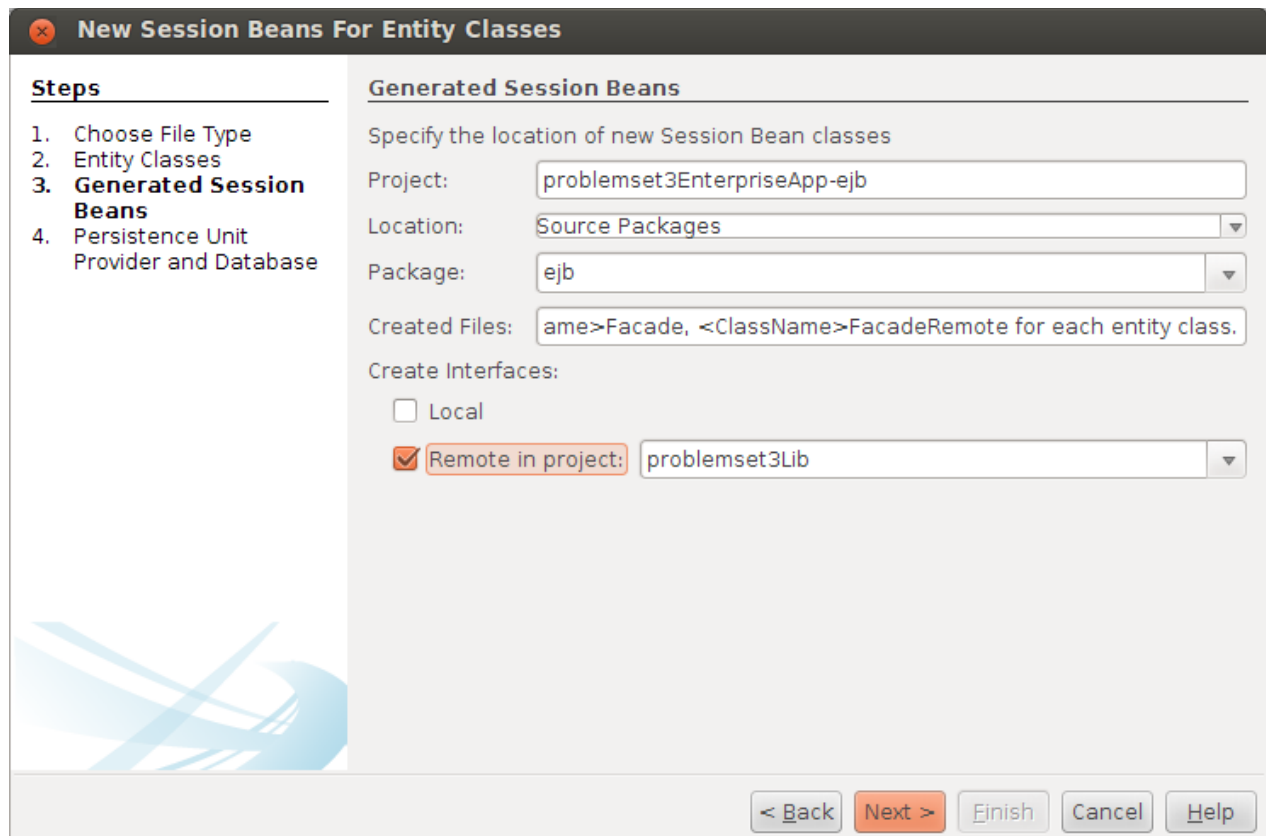 New Session Beans For Entity Classes
Steps
1. Choose File Type
2. Entity Classes
3. Generated Session
Beans
4. Persistence Unit
Provider and Database
Generated Session Beans
Specify the location of new Session Bean classes
Project: problemset3EnterpriseApp-ejb
Location: Source Packages
Package: ejb
Created Files: ame>Facade, <ClassName>FacadeRemote for each entity class.
Create Interfaces:
Local
Remote in project: problemset3Lib
< Back Next > Finish Cancel Help